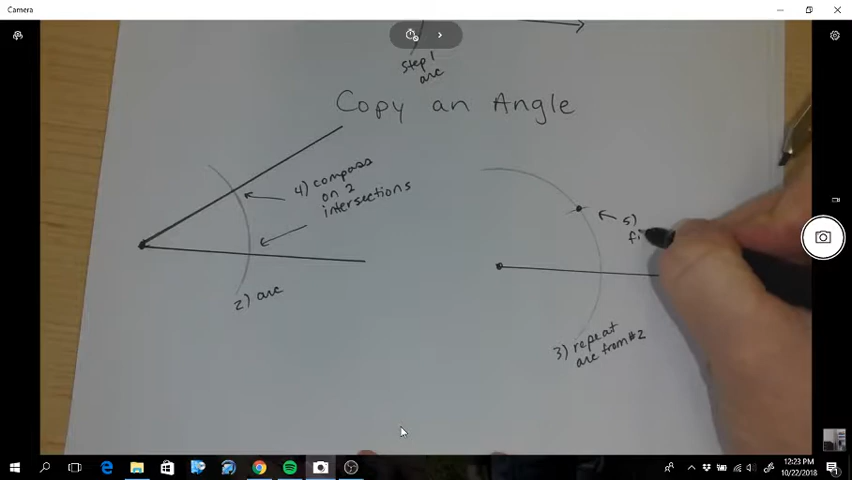 Camera
Step 1
arc
Copy an Angle
4) compass
on 2
intersections
2) arc
5)
fi
3) repeat
arc from #2
12:23 PM
10/22/2018